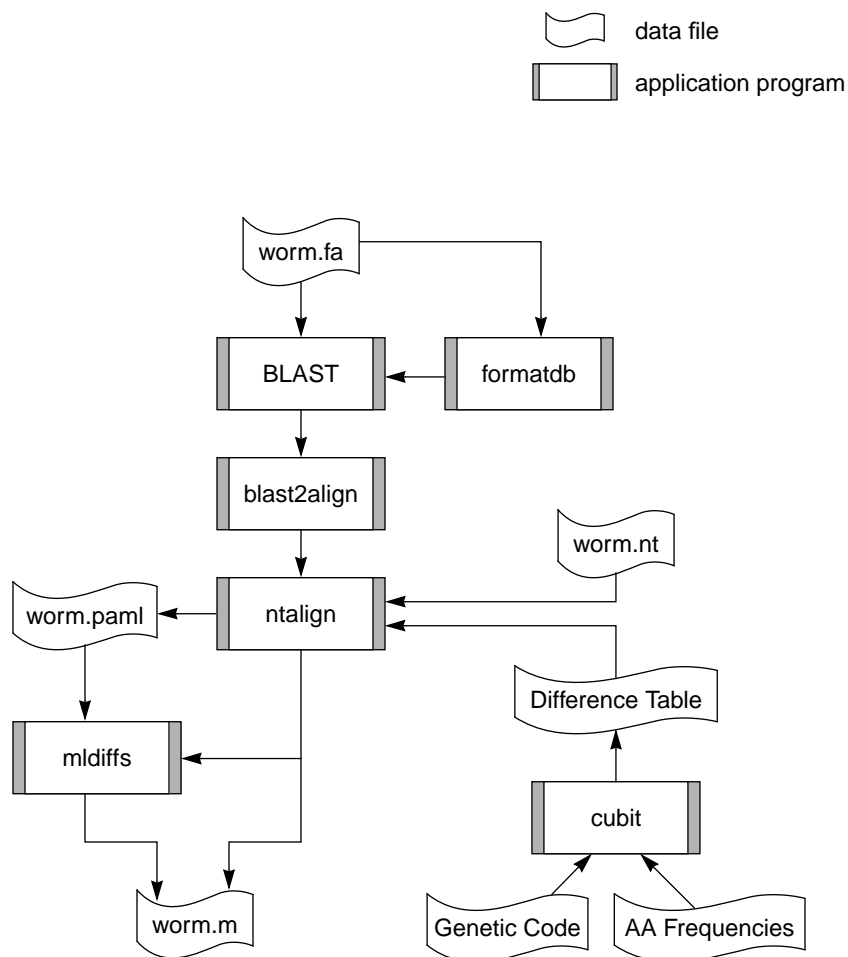 data file
application program
worm.fa
BLAST
formatdb
blast2align
worm.nt
worm.paml
ntalign
Difference Table
mldiffs
cubit
worm.m
Genetic Code
AA Frequencies